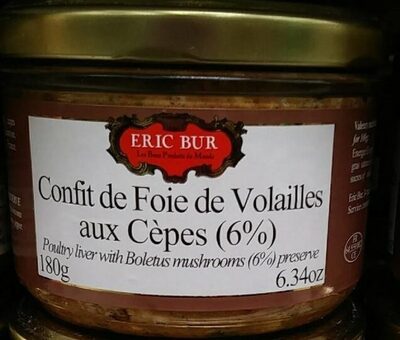 ERIC BUR
Les Bons Produits du Monde
Confit de Foie de Volailles
aux Cèpes (6%)
Poultry liver with Boletus mushrooms (6%) preserve
180g
6.34oz